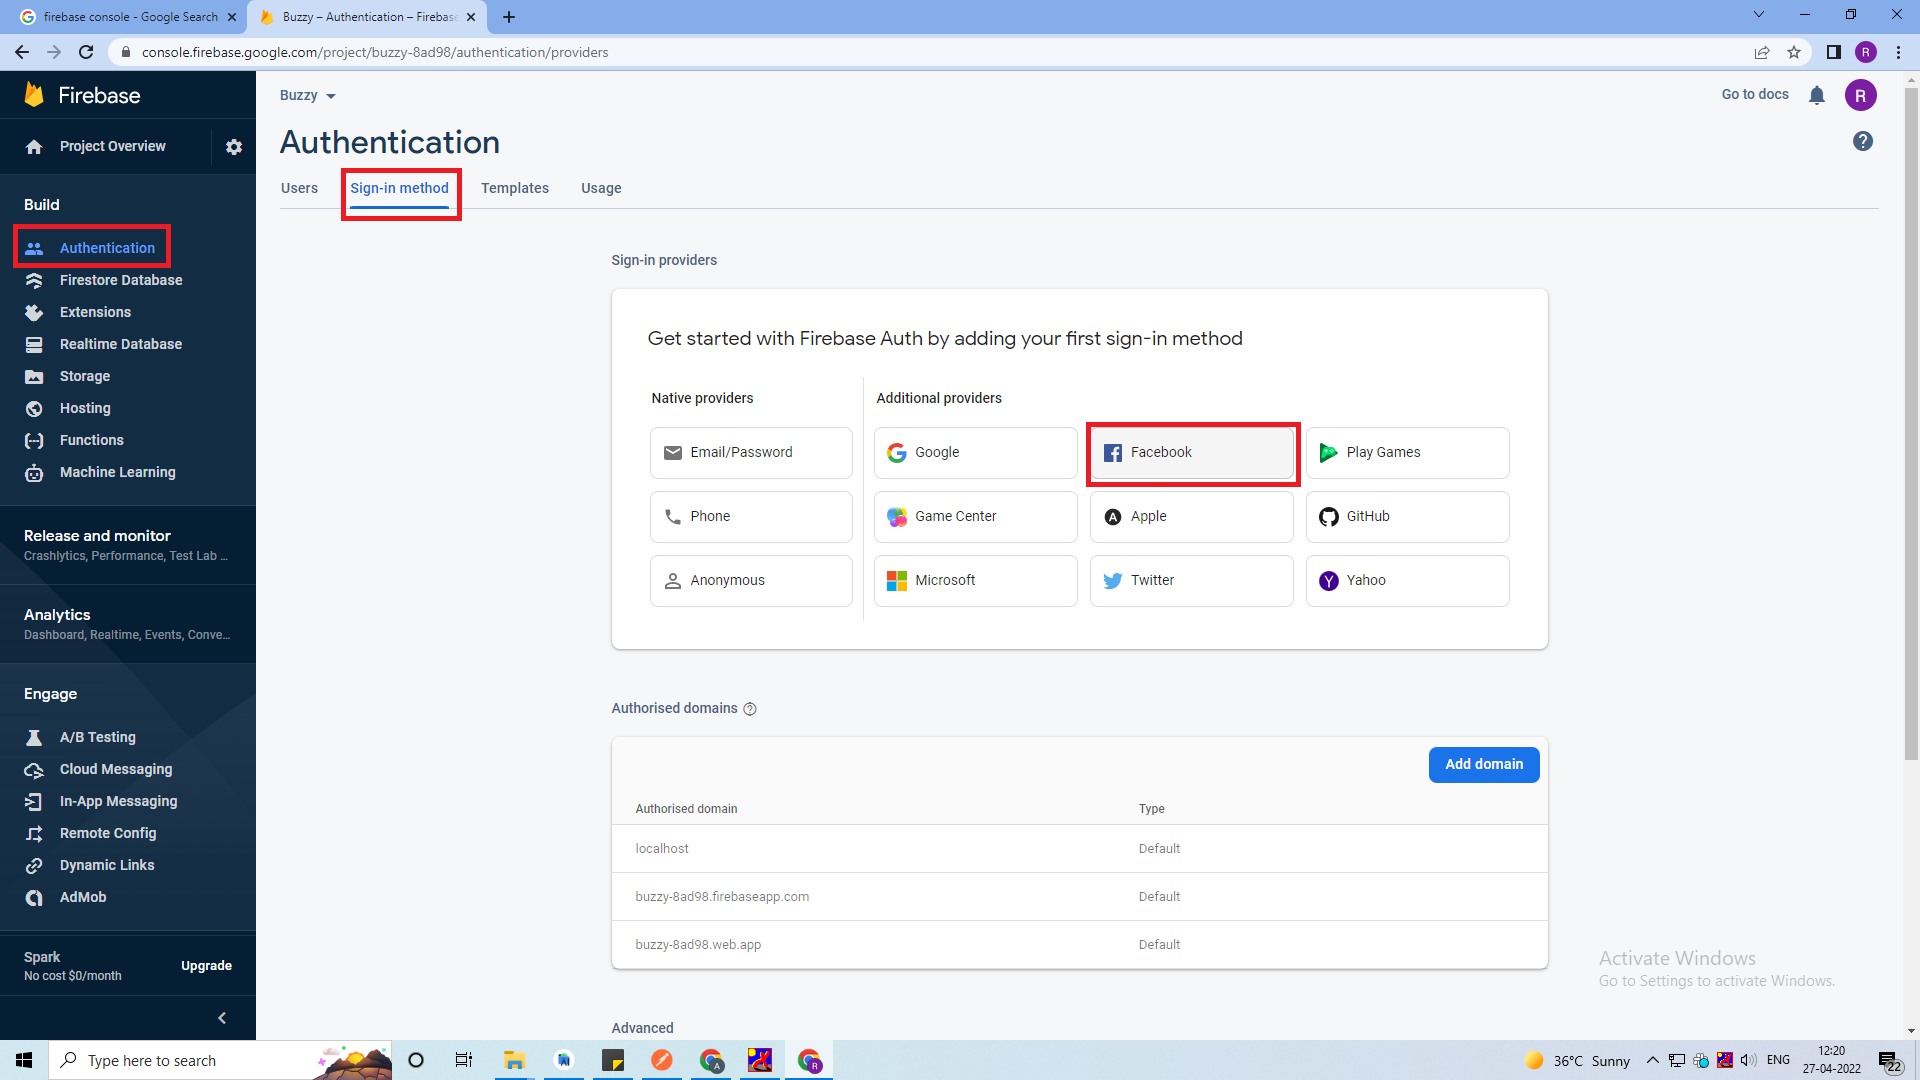 firebase console - Google Search
Buzzy – Authentication – Firebase
console.firebase.google.com/project/buzzy-8ad98/authentication/providers
R
Firebase
Project Overview
Build
Authentication
Firestore Database
Extensions
Realtime Database
Storage
Hosting
Functions
Machine Learning
Release and monitor
Crashlytics, Performance, Test Lab ...
Analytics
Dashboard, Realtime, Events, Conve...
Engage
A/B Testing
Cloud Messaging
In-App Messaging
Remote Config
Dynamic Links
AdMob
Spark
No cost $0/month
Upgrade
Buzzy
Go to docs
R
Authentication
Users Sign-in method Templates Usage
Sign-in providers
Get started with Firebase Auth by adding your first sign-in method
Native providers Additional providers
Email/Password Google Facebook Play Games
Phone Game Center Apple GitHub
Anonymous Microsoft Twitter Yahoo
Authorised domains
Add domain
Authorised domain Type
localhost Default
buzzy-8ad98.firebaseapp.com Default
buzzy-8ad98.web.app Default
Advanced
Activate Windows
Go to Settings to activate Windows.
Type here to search
36°C Sunny
ENG
12:20
27-04-2022
22